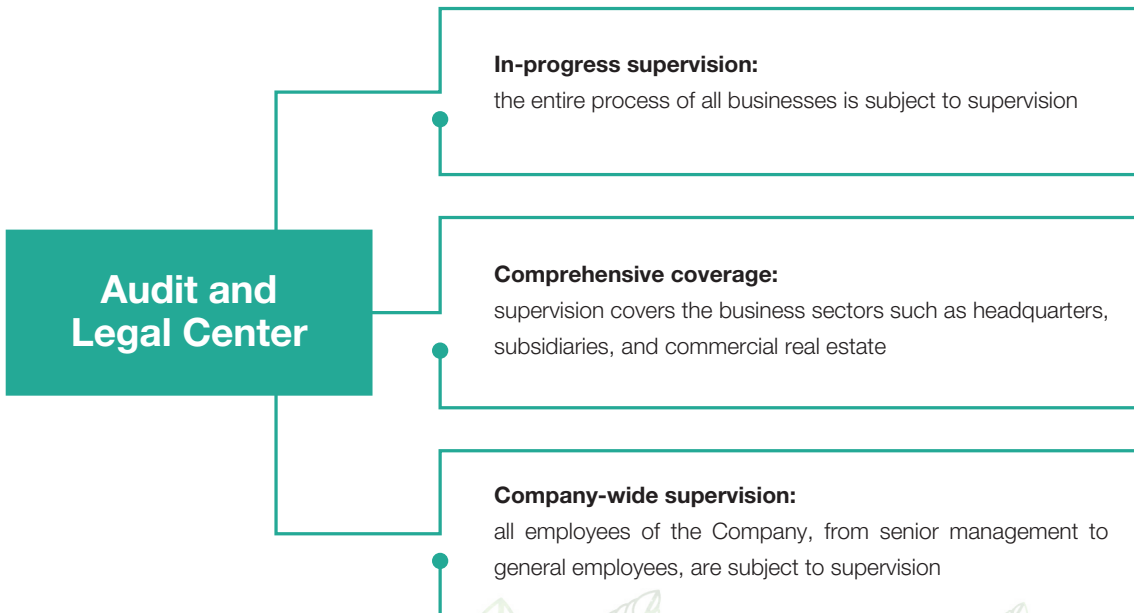 In-progress supervision:
the entire process of all businesses is subject to supervision
Audit and
Legal Center
Comprehensive coverage:
supervision covers the business sectors such as headquarters,
subsidiaries, and commercial real estate
Company-wide supervision:
all employees of the Company, from senior management to
general employees, are subject to supervision